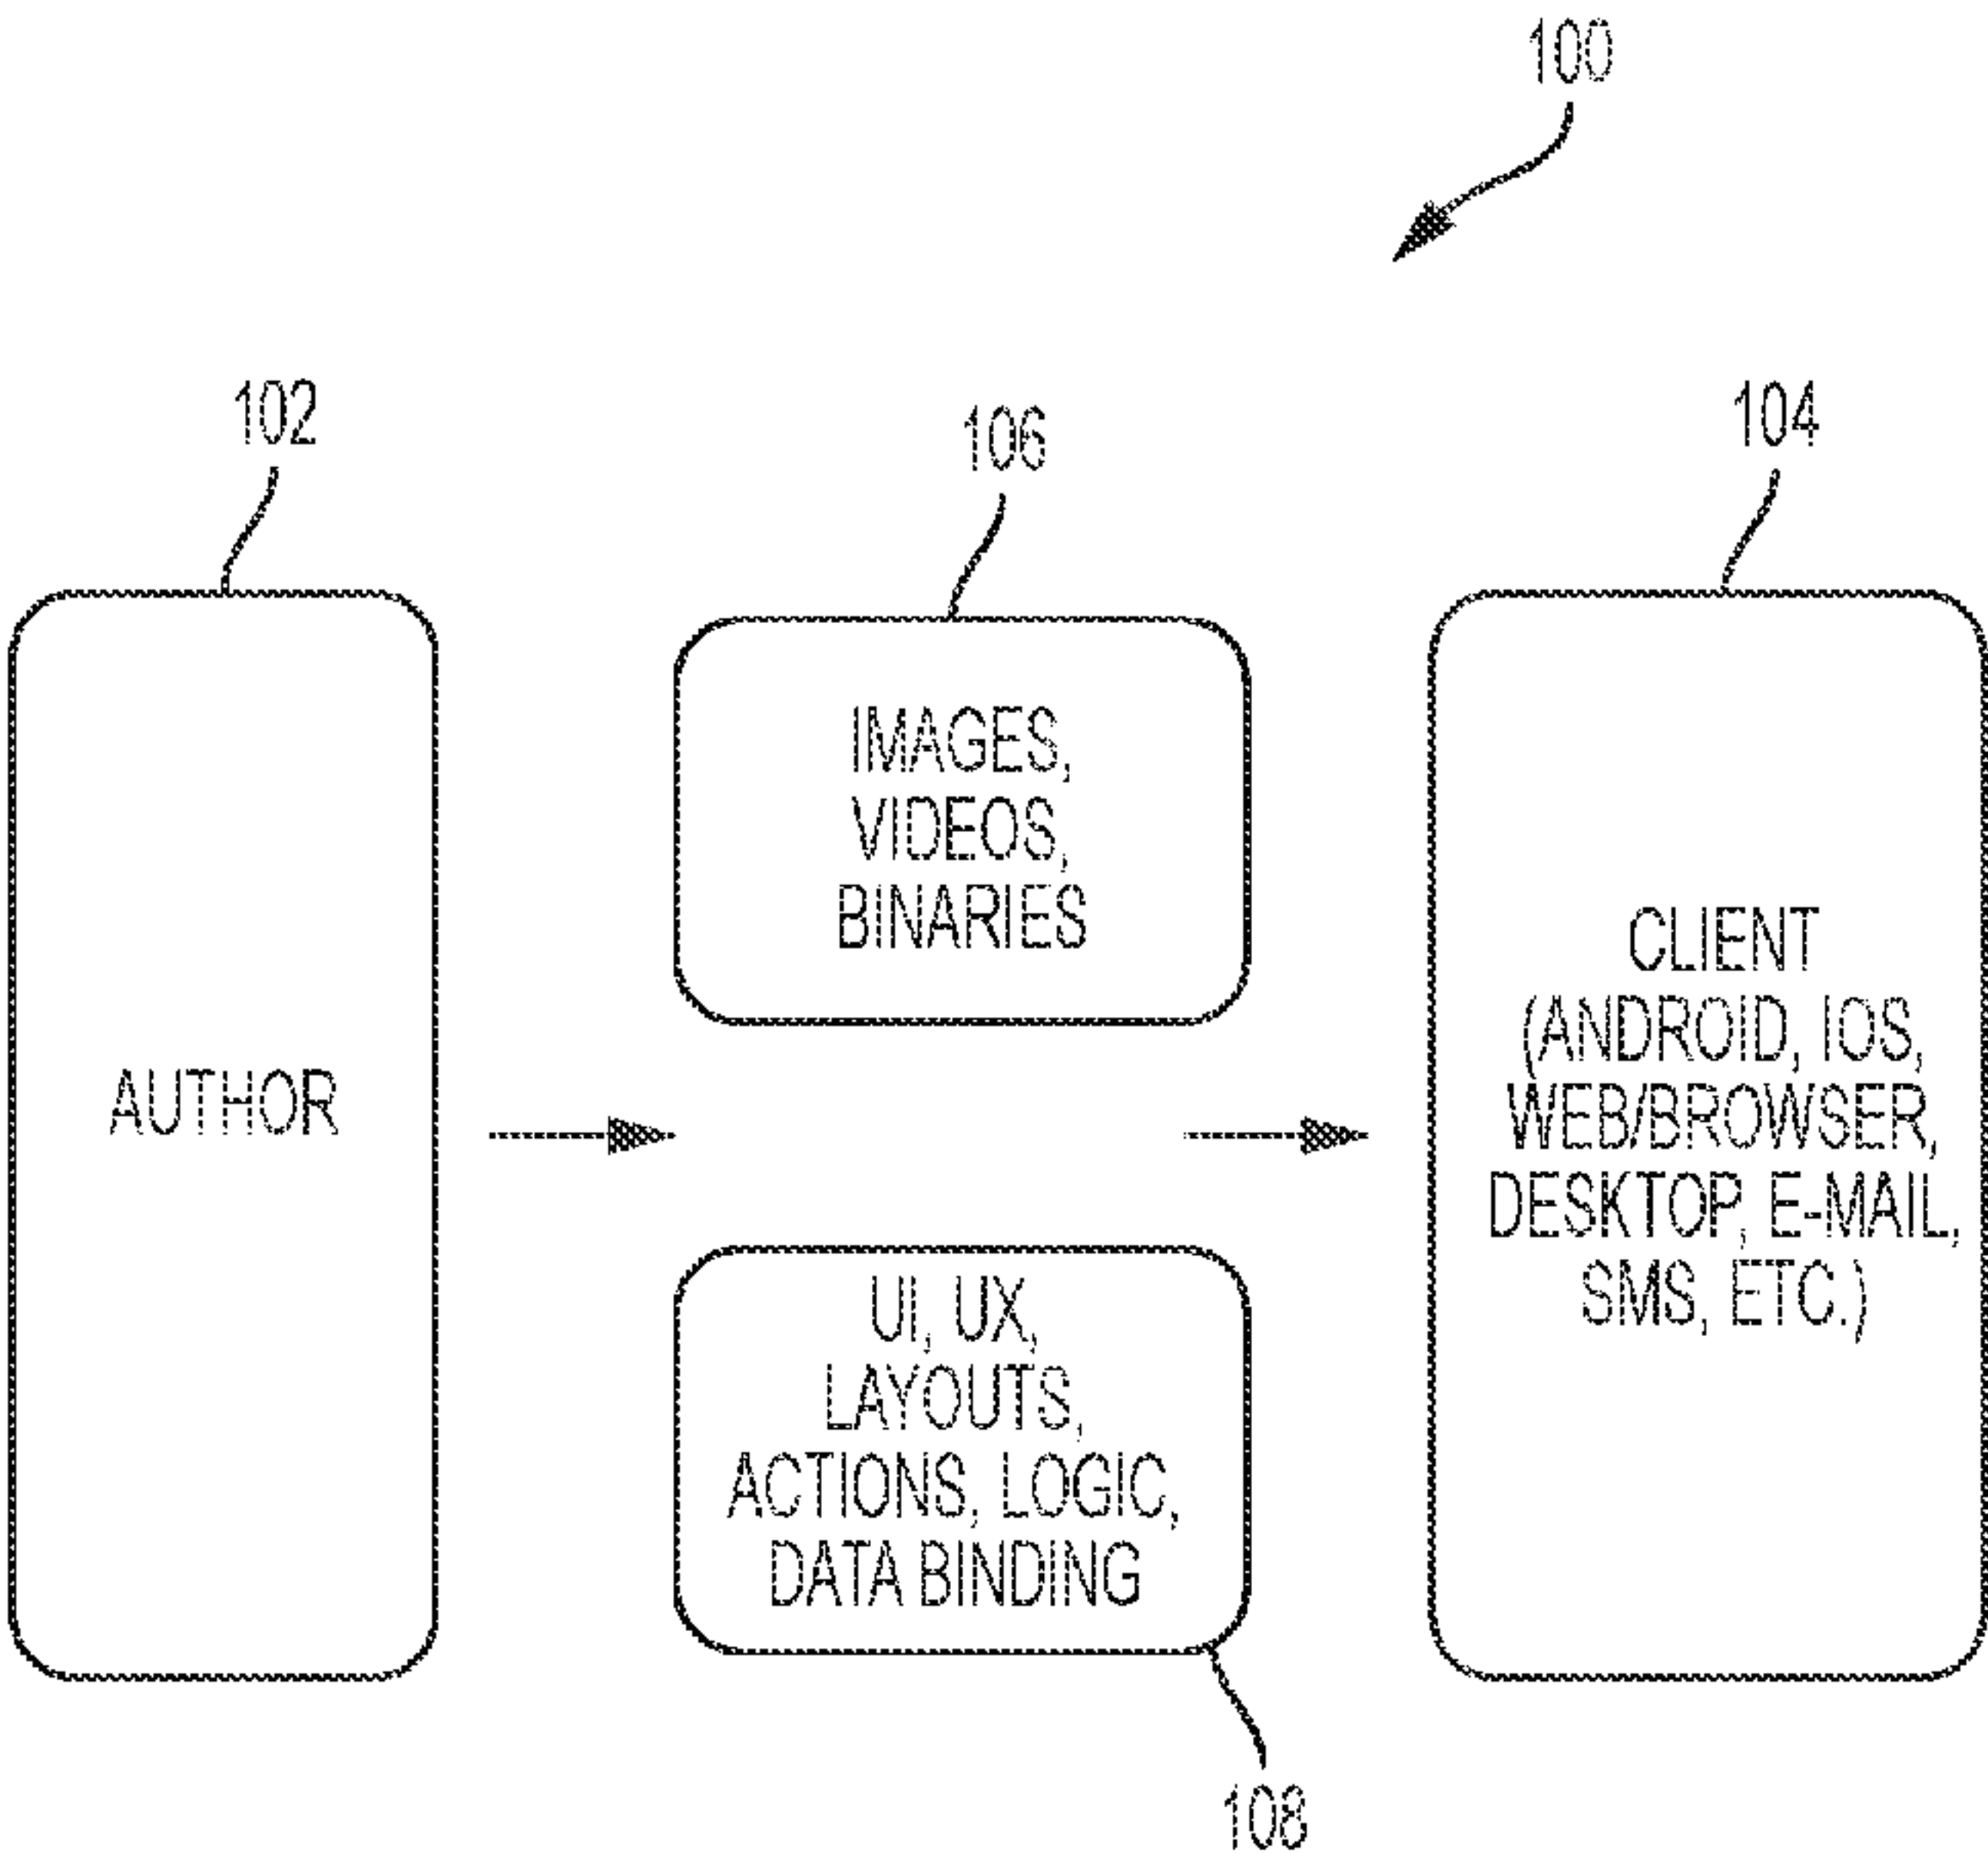 100
102
106
104
IMAGES,
VIDEOS,
BINARIES
AUTHOR
CLIENT
(ANDROID, IOS,
WEB/BROWSER,
DESKTOP, E-MAIL,
SMS, ETC.)
UI, UX,
LAYOUTS,
ACTIONS, LOGIC,
DATA BINDING
108